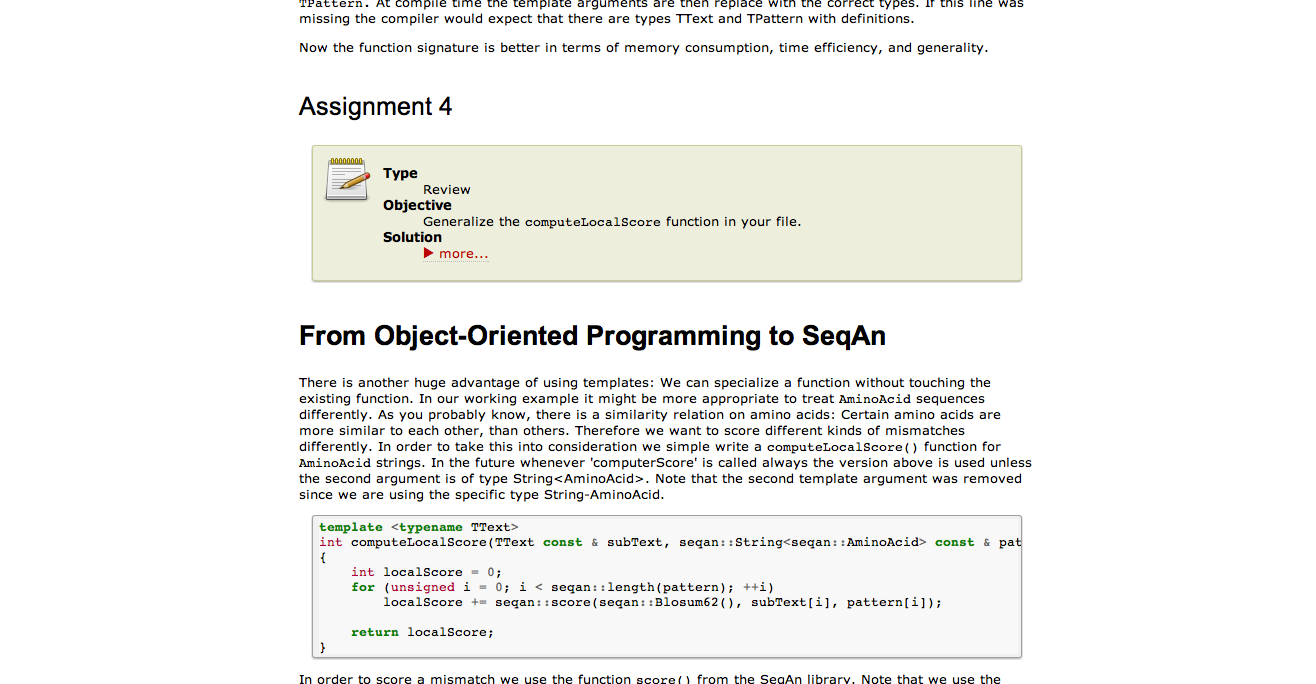 TPattern. At compile time the template arguments are then replace with the correct types. If this line was
missing the compiler would expect that there are types TText and TPattern with definitions.
Now the function signature is better in terms of memory consumption, time efficiency, and generality.
Assignment 4
Type
Review
Objective
Generalize the computeLocalScore function in your file.
Solution
▶ more...
From Object-Oriented Programming to SeqAn
There is another huge advantage of using templates: We can specialize a function without touching the
existing function. In our working example it might be more appropriate to treat AminoAcid sequences
differently. As you probably know, there is a similarity relation on amino acids: Certain amino acids are
more similar to each other, than others. Therefore we want to score different kinds of mismatches
differently. In order to take this into consideration we simple write a computeLocalScore() function for
AminoAcid strings. In the future whenever 'computerScore' is called always the version above is used unless
the second argument is of type String<AminoAcid>. Note that the second template argument was removed
since we are using the specific type String-AminoAcid.
template <typename TText>
int computeLocalScore(TText const & subText, seqan::String<seqan::AminoAcid> const & pat
{
    int localScore = 0;
    for (unsigned i = 0; i < seqan::length(pattern); ++i)
        localScore += seqan::score(seqan::Blosum62(), subText[i], pattern[i]);
    return localScore;
}
In order to score a mismatch we use the function score() from the SeqAn library. Note that we use the